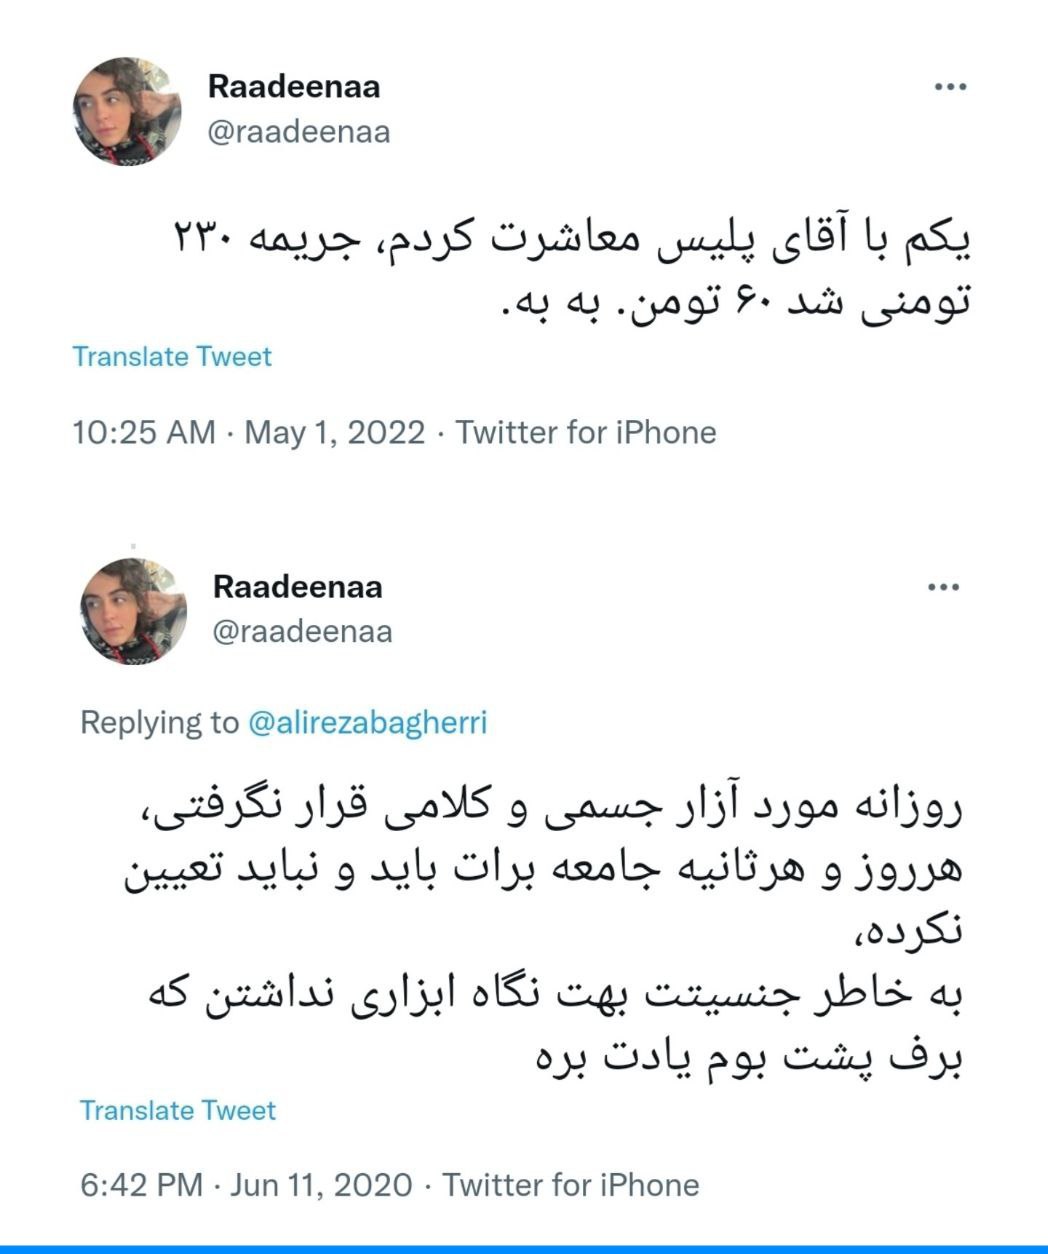 Raadeenaa
@raadeenaa
یکم با آقای پلیس معاشرت کردم، جریمه ۲۳۰
تومنی شد ۶۰ تومن. به به.
Translate Tweet
10:25 AM · May 1, 2022 · Twitter for iPhone
Raadeenaa
@raadeenaa
Replying to @alirezabagherri
روزانه مورد آزار جسمی و کلامی قرار نگرفتی،
هرروز و هرثانیه جامعه برات باید و نباید تعیین
نکرده،
به خاطر جنسیتت بهت نگاه ابزاری نداشتن که
برف پشت بوم یادت بره
Translate Tweet
6:42 PM · Jun 11, 2020 · Twitter for iPhone